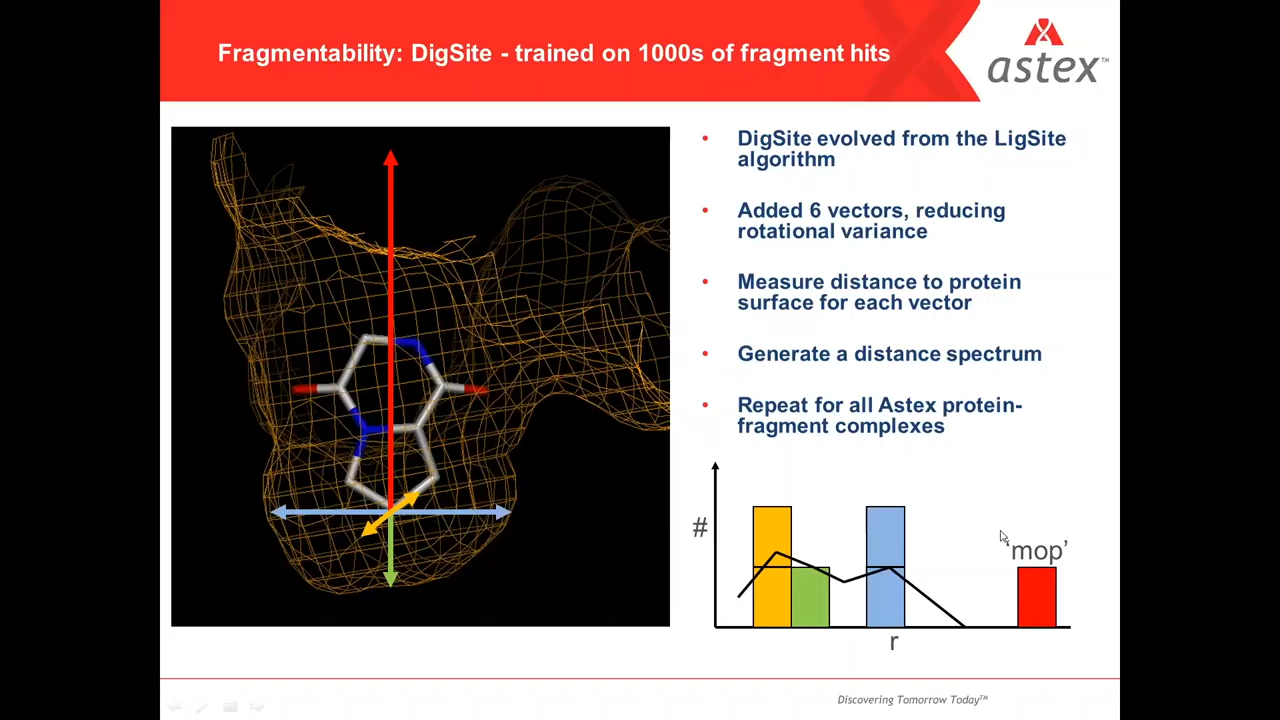 Fragmentability: DigSite - trained on 1000s of fragment hits
astex™
• DigSite evolved from the LigSite
algorithm
• Added 6 vectors, reducing
rotational variance
• Measure distance to protein
surface for each vector
• Generate a distance spectrum
• Repeat for all Astex protein-
fragment complexes
#
‘mop’
r
Discovering Tomorrow Today™